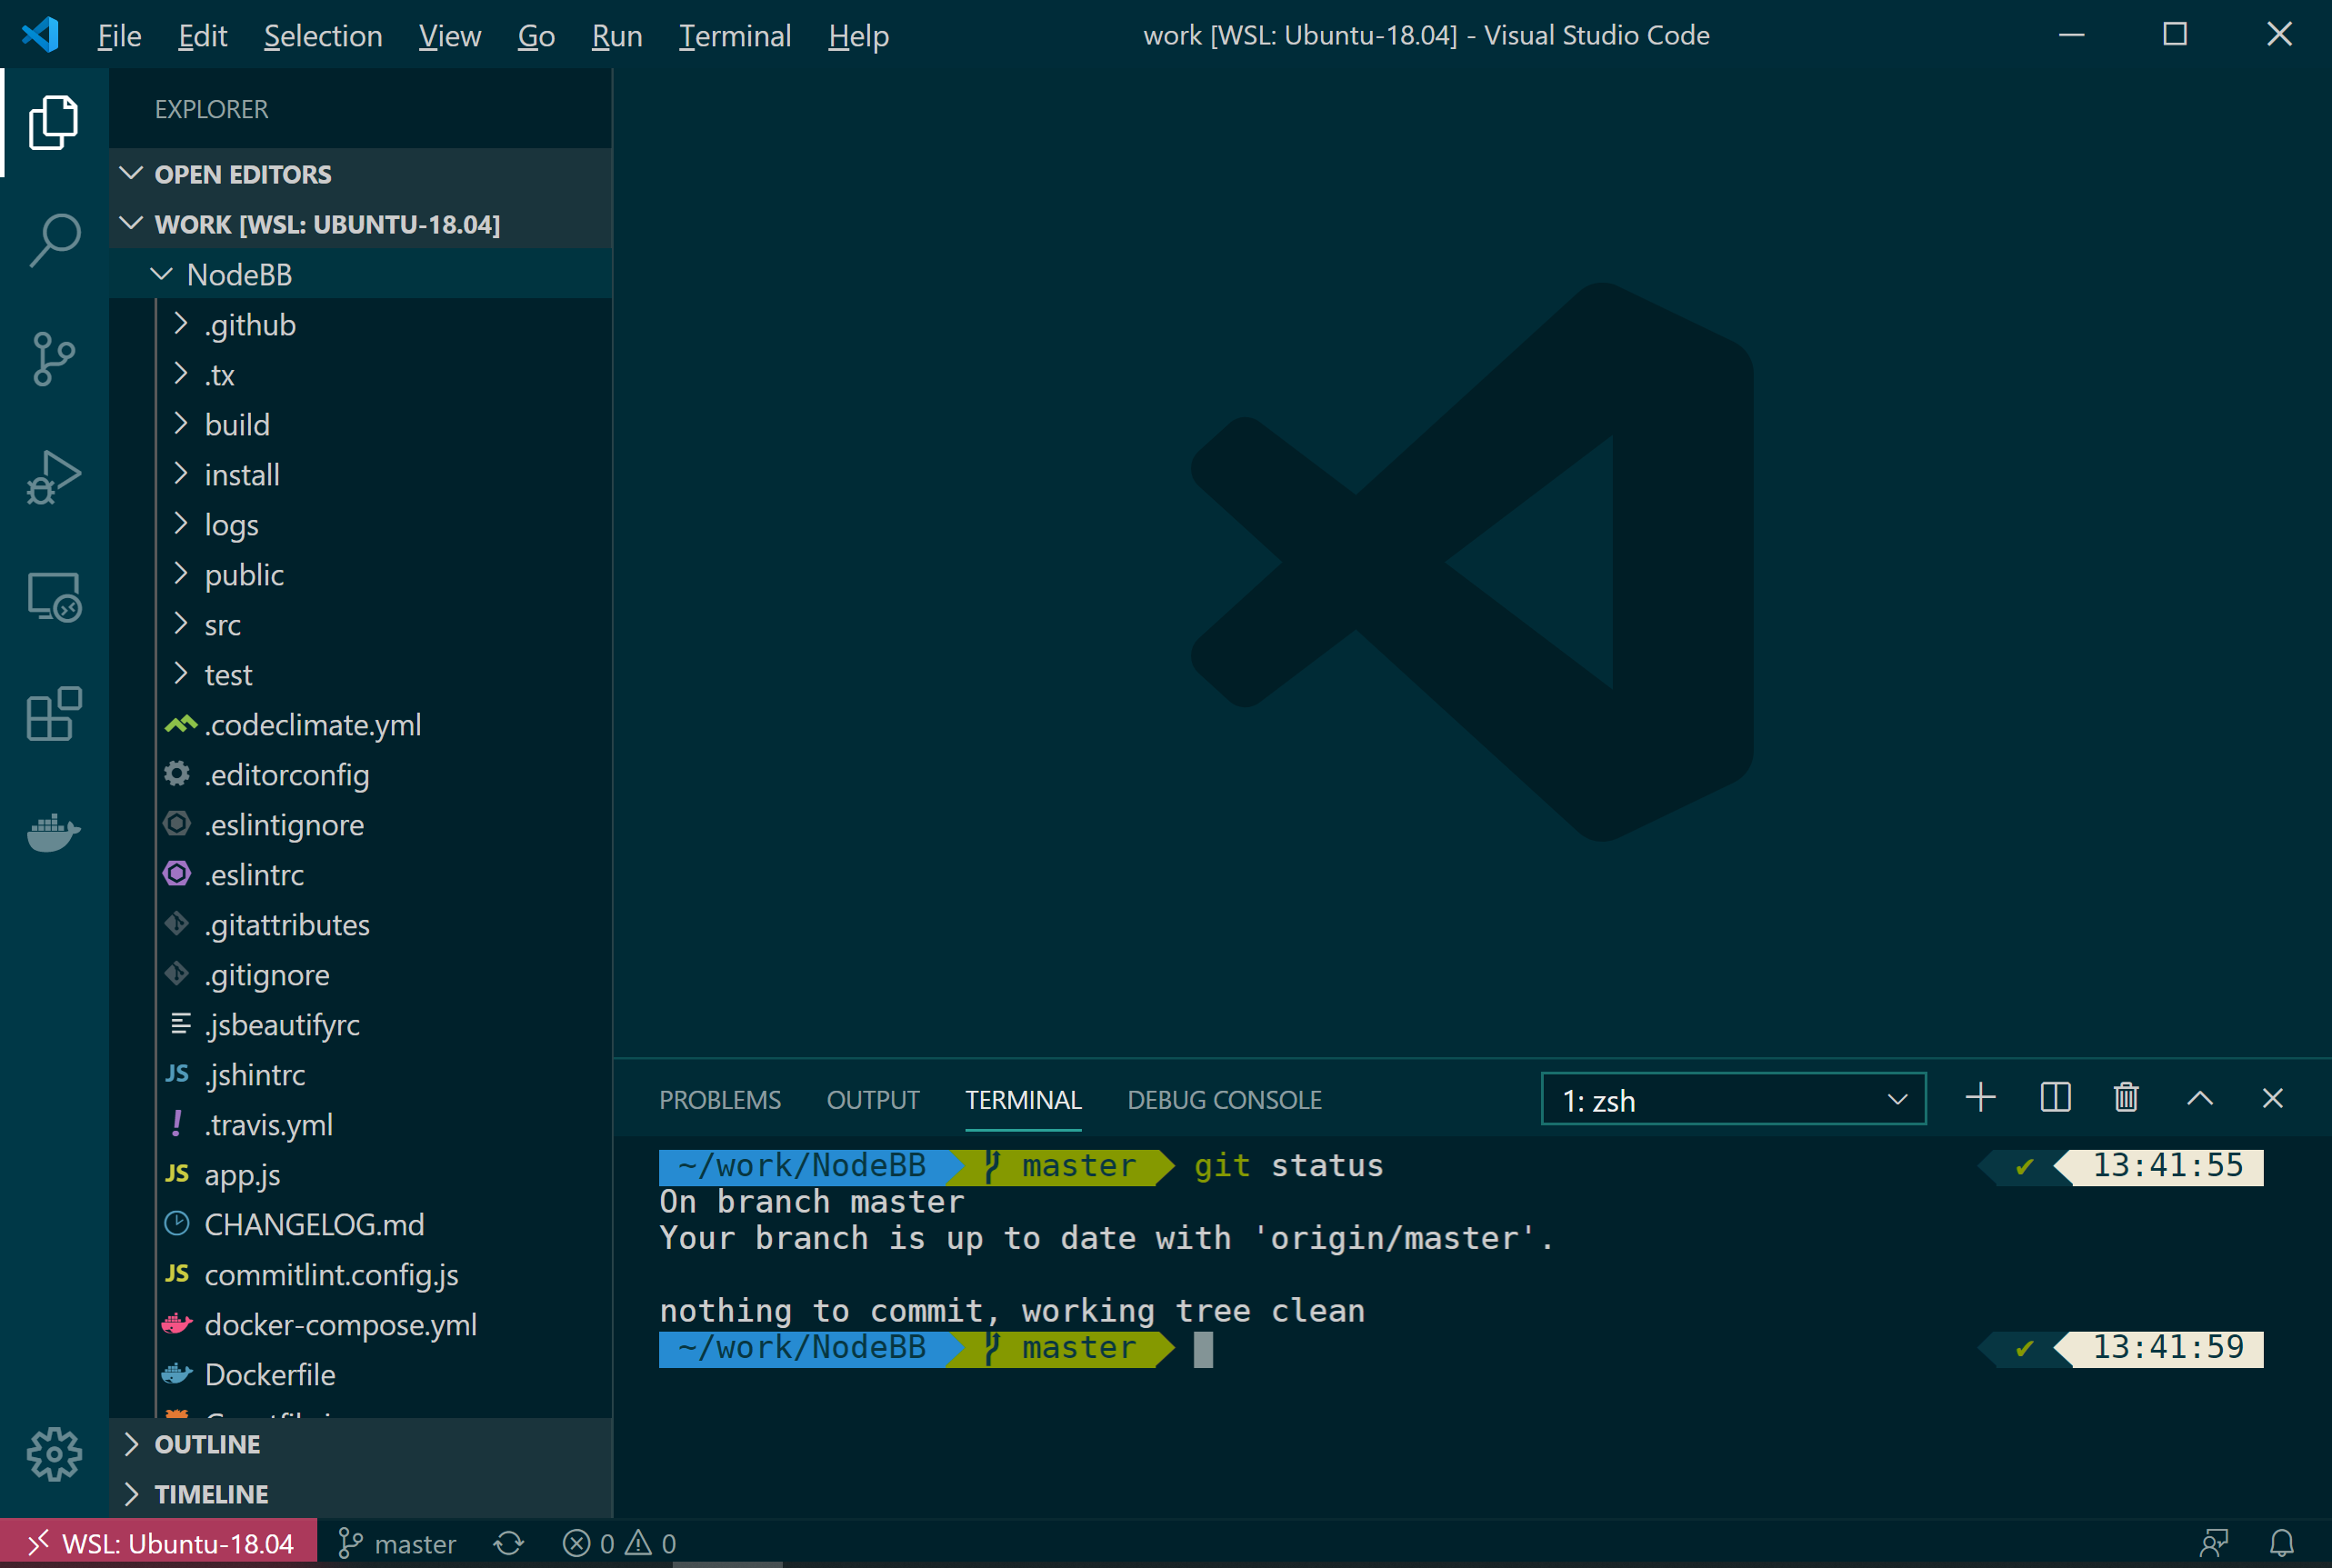 File Edit Selection View Go Run Terminal Help work [WSL: Ubuntu-18.04] - Visual Studio Code
EXPLORER
OPEN EDITORS
WORK [WSL: UBUNTU-18.04]
NodeBB
.github
.tx
build
install
logs
public
src
test
.codeclimate.yml
.editorconfig
.eslintignore
.eslintrc
.gitattributes
.gitignore
.jsbeautifyrc
JS .jshintrc
.travis.yml
JS app.js
CHANGELOG.md
JS commitlint.config.js
docker-compose.yml
Dockerfile
OUTLINE
TIMELINE
PROBLEMS OUTPUT TERMINAL DEBUG CONSOLE 1: zsh
~/work/NodeBB master git status ✔ 13:41:55
On branch master
Your branch is up to date with 'origin/master'.
nothing to commit, working tree clean
~/work/NodeBB master ✔ 13:41:59
WSL: Ubuntu-18.04 master 0 0